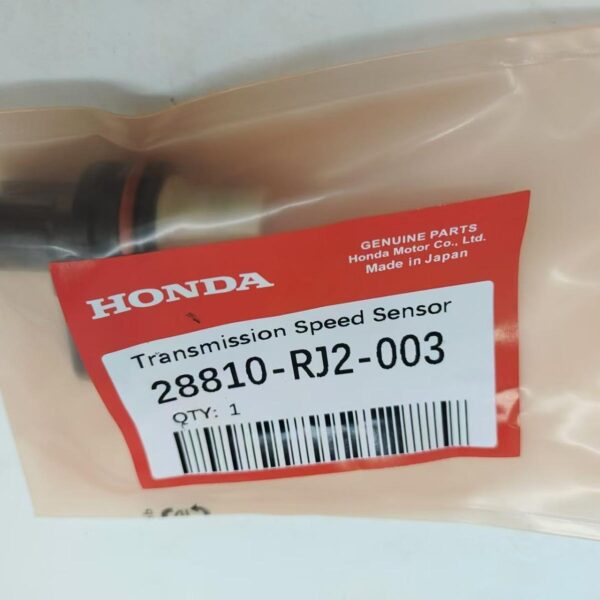 GENUINE PARTS
Honda Motor Co., Ltd.
Made in Japan
HONDA
Transmission Speed Sensor
28810-RJ2-003
QTY: 1